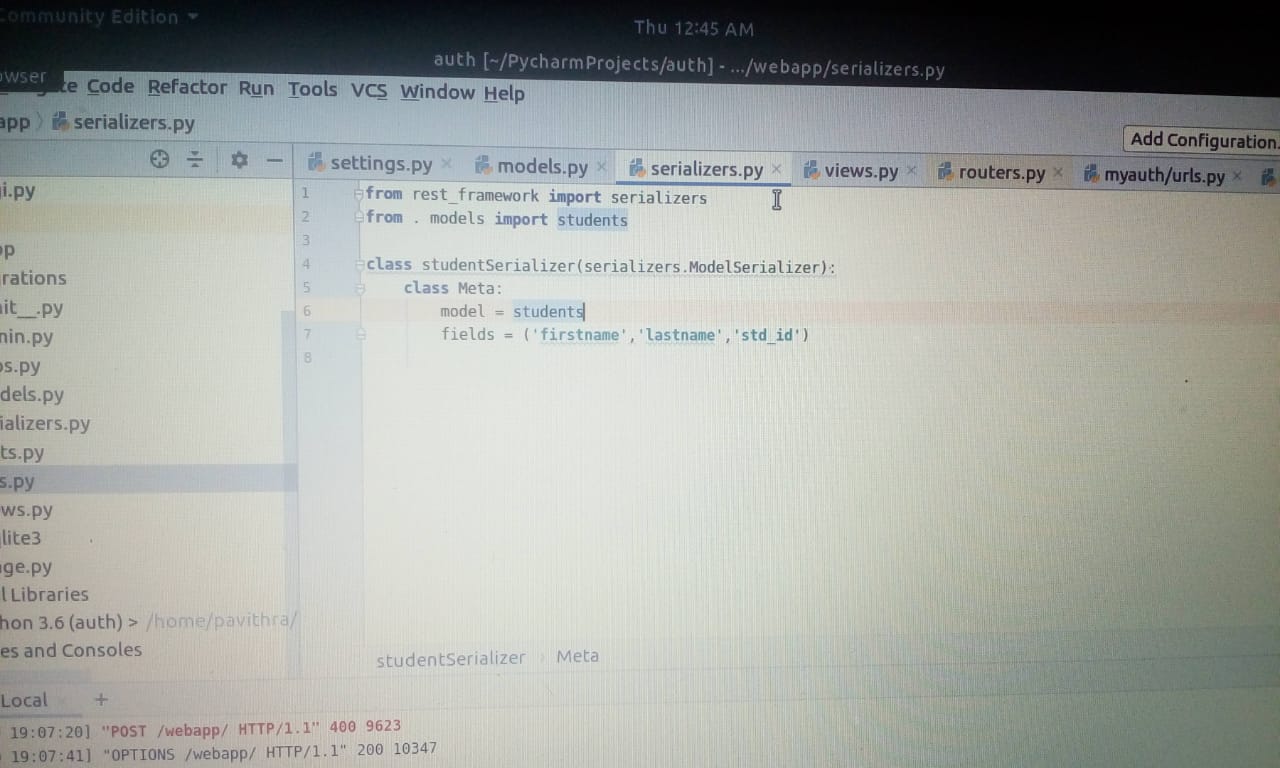 Community Edition
Thu 12:45 AM
auth [~/PycharmProjects/auth] - .../webapp/serializers.py
Code Refactor Run Tools VCS Window Help
app serializers.py
Add Configuration.
settings.py models.py serializers.py views.py routers.py myauth/urls.py
i.py
rations
it__.py
min.py
os.py
dels.py
ializers.py
ts.py
s.py
ws.py
lite3
age.py
l Libraries
hon 3.6 (auth) > /home/pavithra/
es and Consoles
1 from rest_framework import serializers
2 from . models import students
3
4 class studentSerializer(serializers.ModelSerializer):
5 class Meta:
6 model = students
7 fields = ('firstname','lastname','std_id')
8
studentSerializer Meta
Local +
19:07:20] "POST /webapp/ HTTP/1.1" 400 9623
19:07:41] "OPTIONS /webapp/ HTTP/1.1" 200 10347